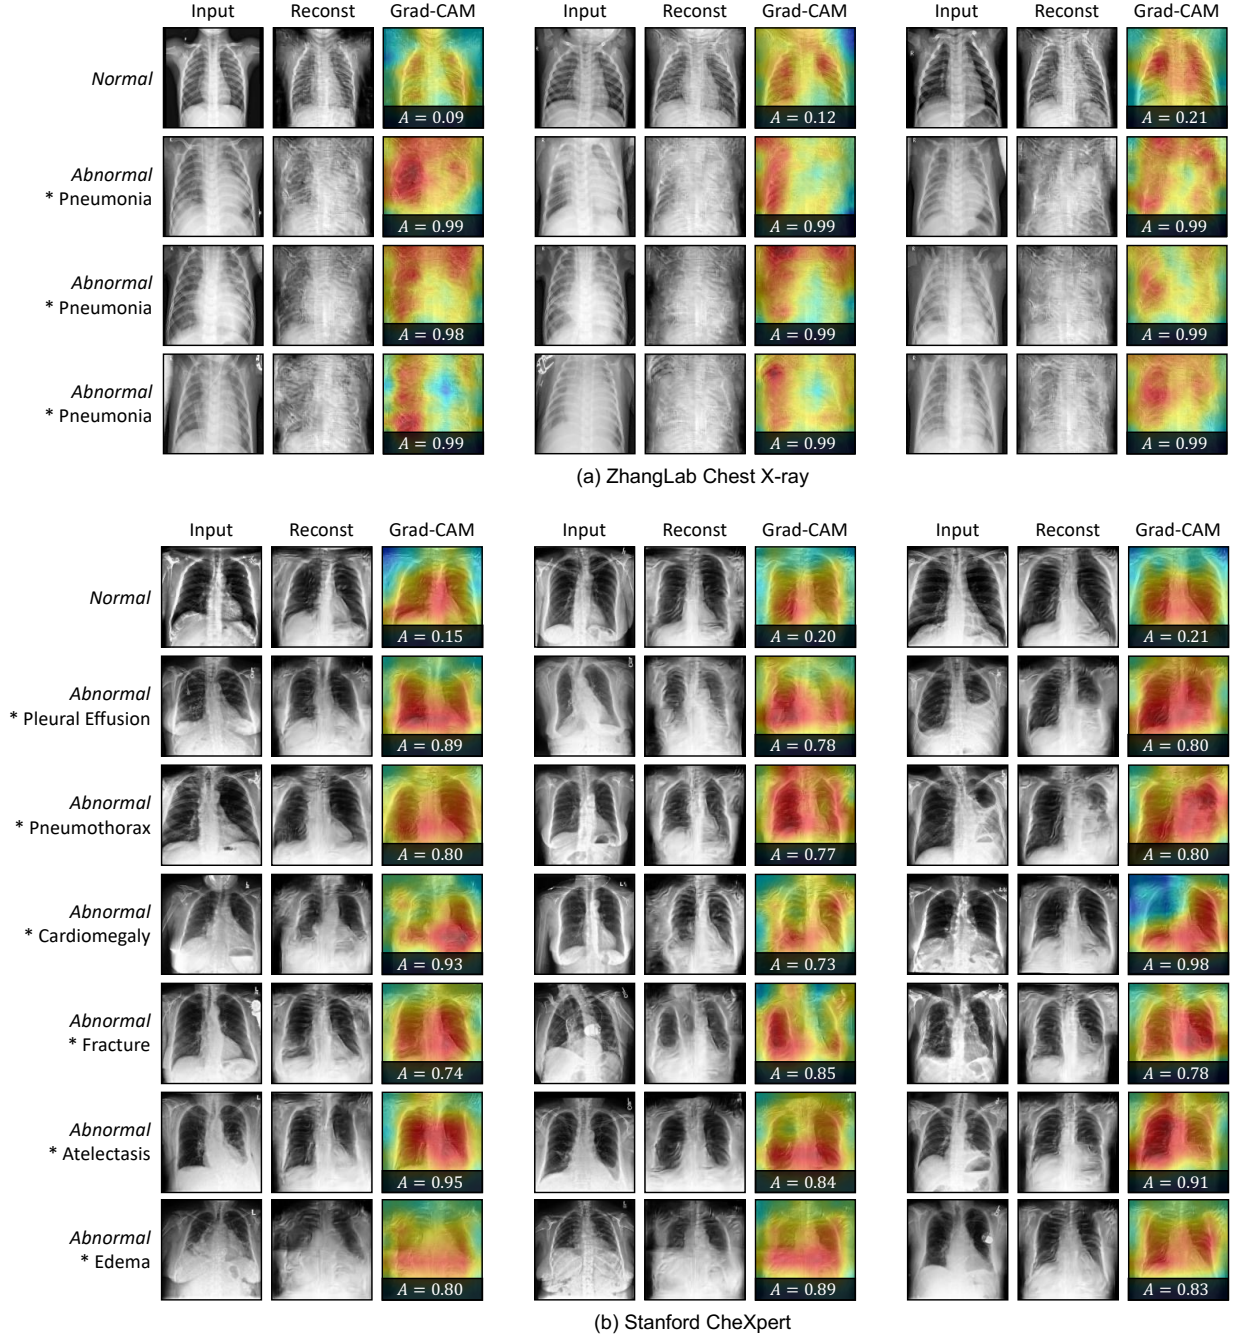 Input Reconst Grad-CAM Input Reconst Grad-CAM Input Reconst Grad-CAM
Normal
A = 0.09 A = 0.12 A = 0.21
Abnormal
* Pneumonia
A = 0.99 A = 0.99 A = 0.99
Abnormal
* Pneumonia
A = 0.98 A = 0.99 A = 0.99
Abnormal
* Pneumonia
A = 0.99 A = 0.99 A = 0.99
(a) ZhangLab Chest X-ray
Input Reconst Grad-CAM Input Reconst Grad-CAM Input Reconst Grad-CAM
Normal
A = 0.15 A = 0.20 A = 0.21
Abnormal
* Pleural Effusion
A = 0.89 A = 0.78 A = 0.80
Abnormal
* Pneumothorax
A = 0.80 A = 0.77 A = 0.80
Abnormal
* Cardiomegaly
A = 0.93 A = 0.73 A = 0.98
Abnormal
* Fracture
A = 0.74 A = 0.85 A = 0.78
Abnormal
* Atelectasis
A = 0.95 A = 0.84 A = 0.91
Abnormal
* Edema
A = 0.80 A = 0.89 A = 0.83
(b) Stanford CheXpert